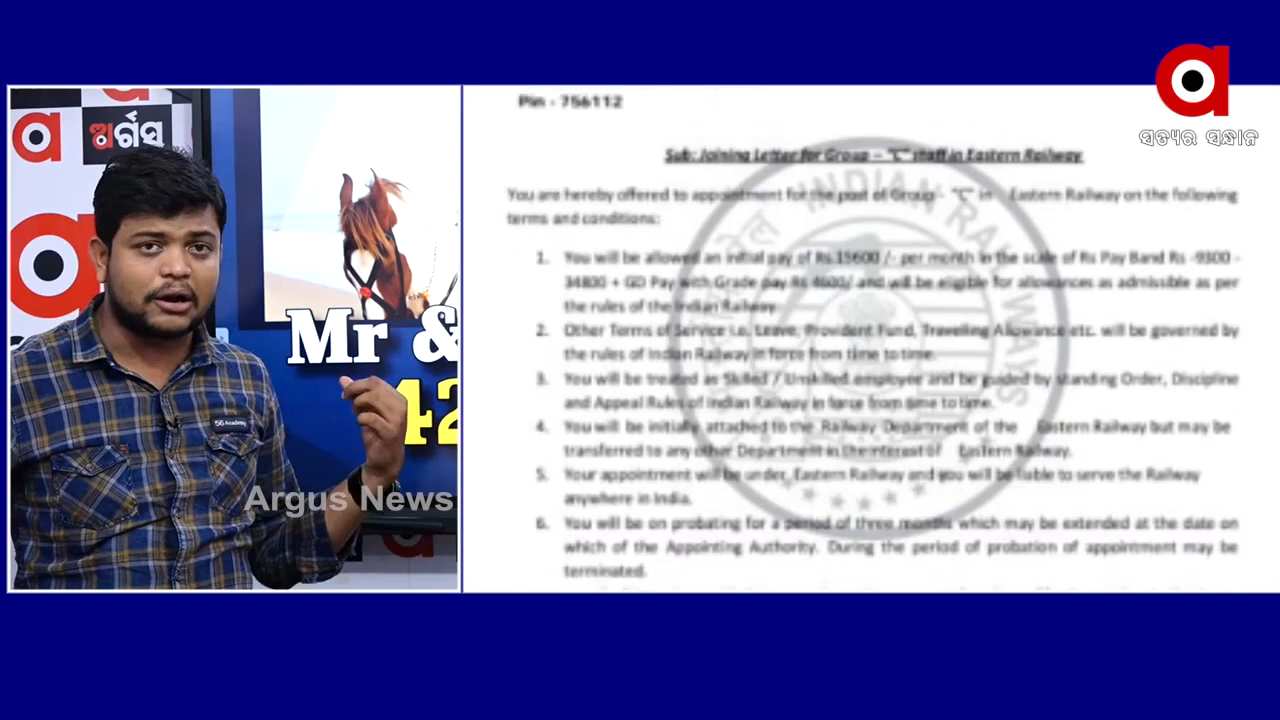 ସତ୍ୟର ସନ୍ଧାନ
ଅର୍ଗସ
Mr &
42
56 Academy
Argus News
Pin - 756112
Sub: Joining Letter for Group – "C" staff in Eastern Railway
You are hereby offered to appointment for the post of Group - "C" in Eastern Railway on the following
terms and conditions:
1. You will be allowed an initial pay of Rs.15600 /- per month in the scale of Rs Pay Band Rs -9300 -
34800 + GD Pay with Grade pay Rs 4600/ and will be eligible for allowances as admissible as per
the rules of the Indian Railway.
2. Other Terms of Service i.e. Leave, Provident Fund, Travelling Allowance etc. will be governed by
the rules of Indian Railway in force from time to time.
3. You will be treated as Skilled / Unskilled employee and be guided by standing Order, Discipline
and Appeal Rules of Indian Railway in force from time to time.
4. You will be initially attached to the Railway Department of the Eastern Railway but may be
transferred to any other Department in the interest of Eastern Railway.
5. Your appointment will be under, Eastern Railway and you will be liable to serve the Railway
anywhere in India.
6. You will be on probating for a period of three months which may be extended at the date on
which of the Appointing Authority. During the period of probation of appointment may be
terminated.
INDIAN RAILWAYS